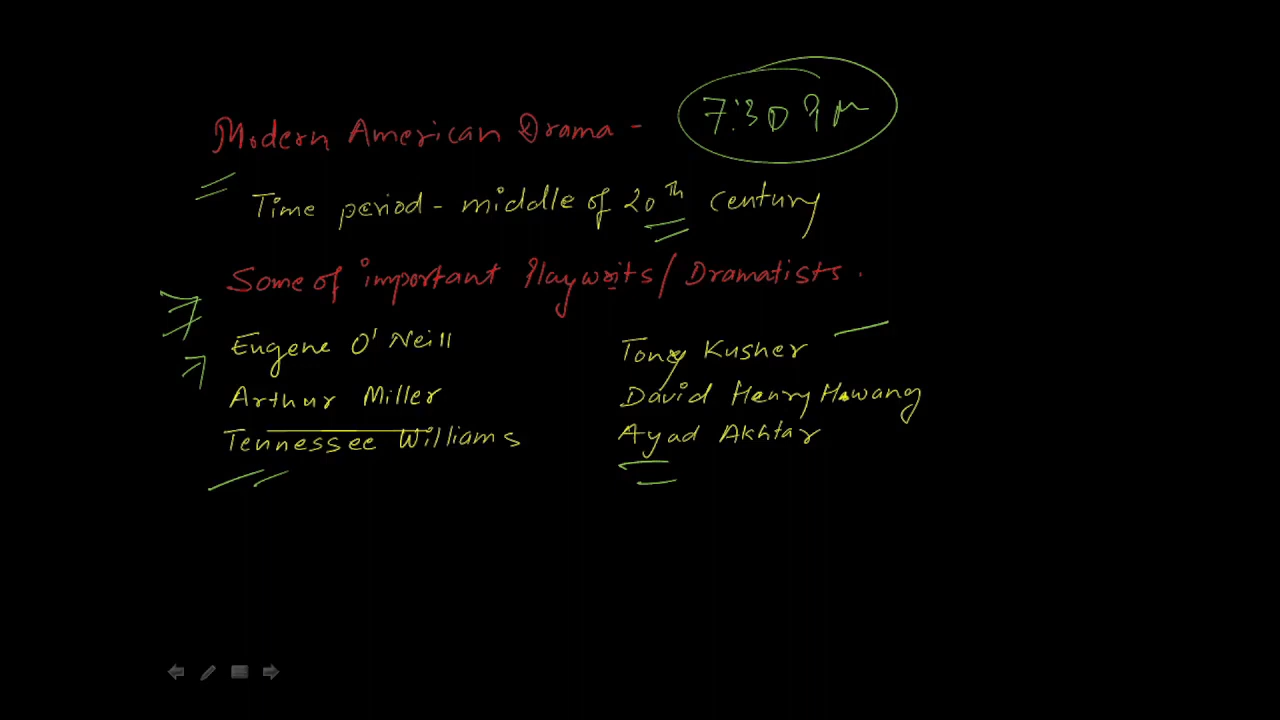 Modern American Drama -
7:30 PM
Time period - middle of 20th century
Some of important Playwrits/Dramatists.
Eugene O'Neill
Arthur Miller
Tennessee Williams
Tony Kusher
David Henry Hwang
Ayad Akhtar